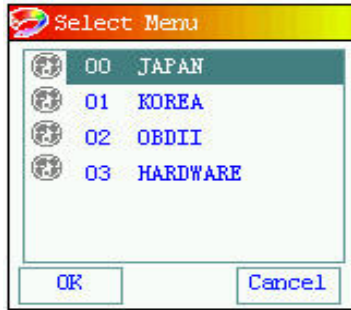 Select Menu
00 JAPAN
01 KOREA
02 OBDII
03 HARDWARE
OK Cancel